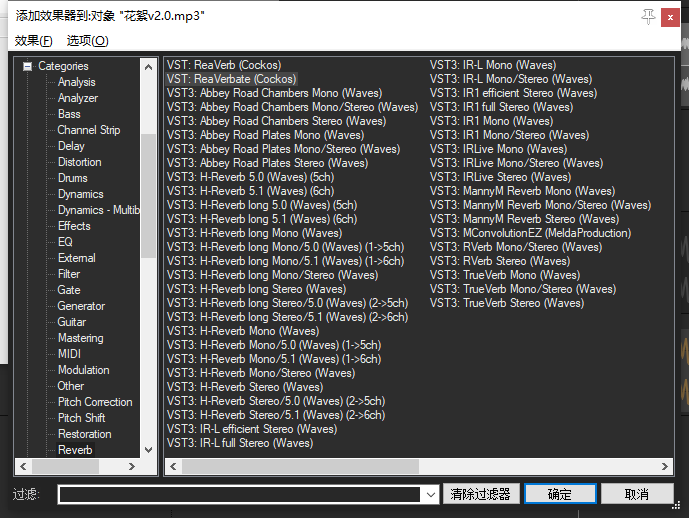 添加效果器到:对象 "花絮v2.0.mp3"
效果(F) 选项(O)
Categories
Analysis
Analyzer
Bass
Channel Strip
Delay
Distortion
Drums
Dynamics
Dynamics - Multib
Effects
EQ
External
Filter
Gate
Generator
Guitar
Mastering
MIDI
Modulation
Other
Pitch Correction
Pitch Shift
Restoration
Reverb
VST: ReaVerb (Cockos)
VST: ReaVerbate (Cockos)
VST3: Abbey Road Chambers Mono (Waves)
VST3: Abbey Road Chambers Mono/Stereo (Waves)
VST3: Abbey Road Chambers Stereo (Waves)
VST3: Abbey Road Plates Mono (Waves)
VST3: Abbey Road Plates Mono/Stereo (Waves)
VST3: Abbey Road Plates Stereo (Waves)
VST3: H-Reverb 5.0 (Waves) (5ch)
VST3: H-Reverb 5.1 (Waves) (6ch)
VST3: H-Reverb long 5.0 (Waves) (5ch)
VST3: H-Reverb long 5.1 (Waves) (6ch)
VST3: H-Reverb long Mono (Waves)
VST3: H-Reverb long Mono/5.0 (Waves) (1->5ch)
VST3: H-Reverb long Mono/5.1 (Waves) (1->6ch)
VST3: H-Reverb long Mono/Stereo (Waves)
VST3: H-Reverb long Stereo (Waves)
VST3: H-Reverb long Stereo/5.0 (Waves) (2->5ch)
VST3: H-Reverb long Stereo/5.1 (Waves) (2->6ch)
VST3: H-Reverb Mono (Waves)
VST3: H-Reverb Mono/5.0 (Waves) (1->5ch)
VST3: H-Reverb Mono/5.1 (Waves) (1->6ch)
VST3: H-Reverb Mono/Stereo (Waves)
VST3: H-Reverb Stereo (Waves)
VST3: H-Reverb Stereo/5.0 (Waves) (2->5ch)
VST3: H-Reverb Stereo/5.1 (Waves) (2->6ch)
VST3: IR-L efficient Stereo (Waves)
VST3: IR-L full Stereo (Waves)
VST3: IR-L Mono (Waves)
VST3: IR-L Mono/Stereo (Waves)
VST3: IR1 efficient Stereo (Waves)
VST3: IR1 full Stereo (Waves)
VST3: IR1 Mono (Waves)
VST3: IR1 Mono/Stereo (Waves)
VST3: IRLive Mono (Waves)
VST3: IRLive Mono/Stereo (Waves)
VST3: IRLive Stereo (Waves)
VST3: MannyM Reverb Mono (Waves)
VST3: MannyM Reverb Mono/Stereo (Waves)
VST3: MannyM Reverb Stereo (Waves)
VST3: MConvolutionEZ (MeldaProduction)
VST3: RVerb Mono/Stereo (Waves)
VST3: RVerb Stereo (Waves)
VST3: TrueVerb Mono (Waves)
VST3: TrueVerb Mono/Stereo (Waves)
VST3: TrueVerb Stereo (Waves)
过滤: 清除过滤器 确定 取消